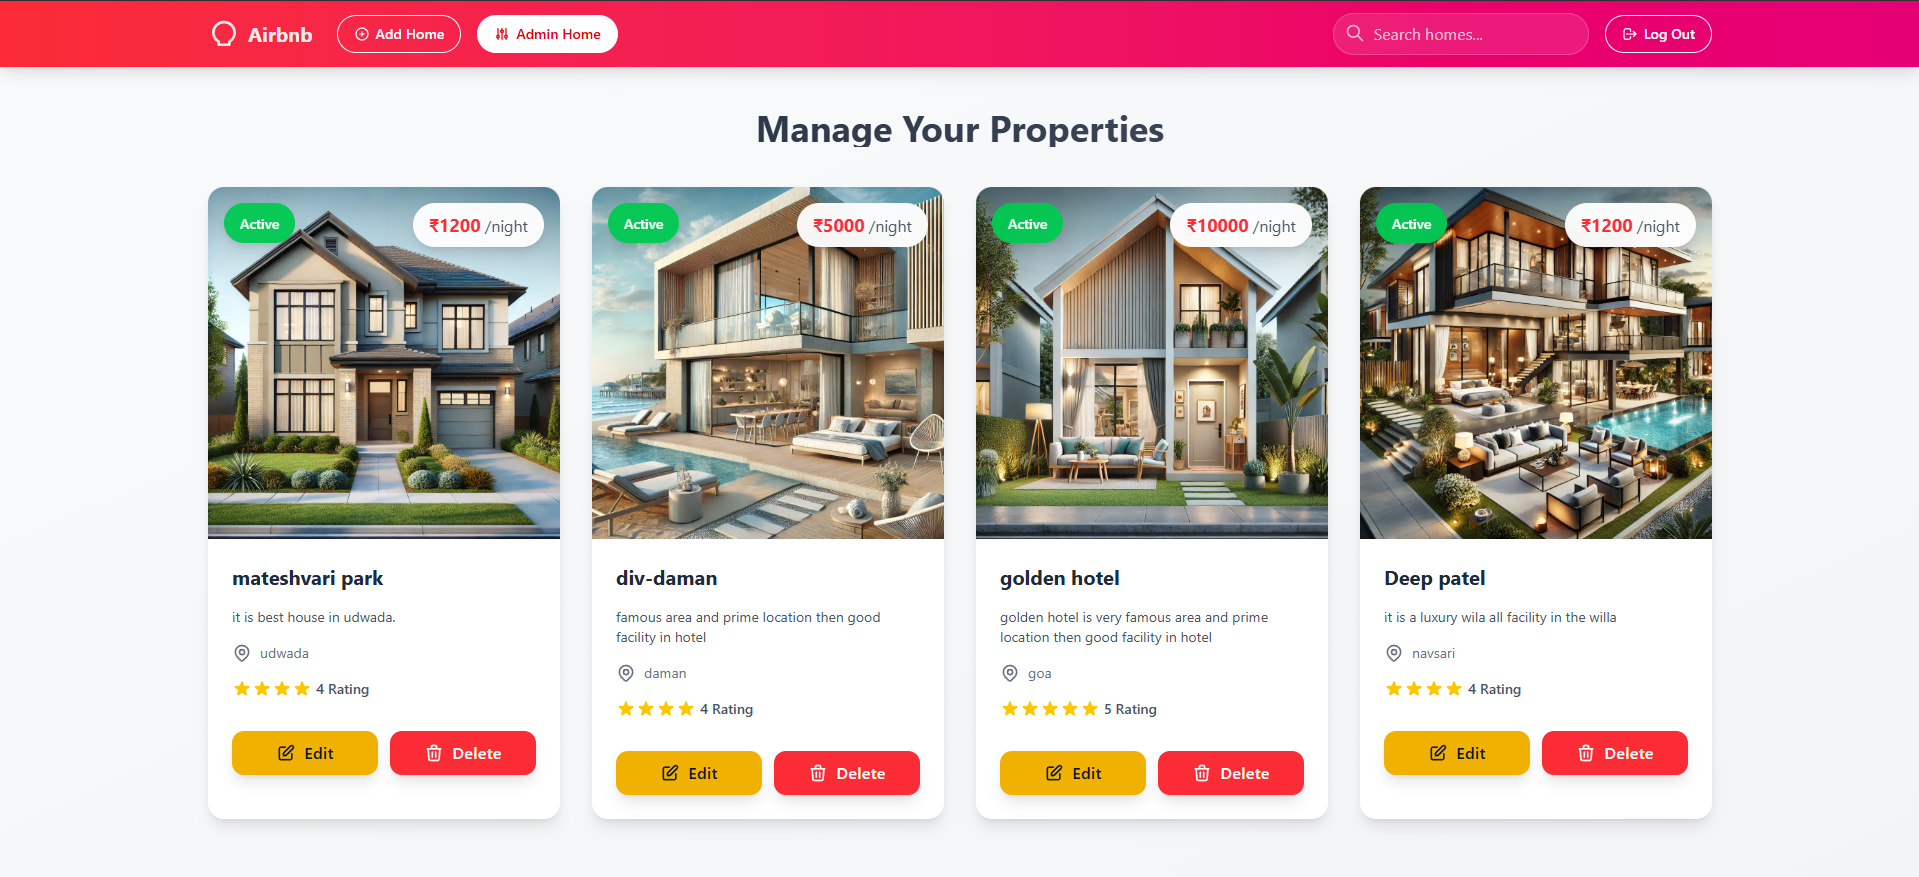 Airbnb
Add Home
Admin Home
Search homes...
Log Out
Manage Your Properties
Active
₹1200 /night
mateshvari park
it is best house in udwada.
udwada
4 Rating
Edit
Delete
Active
₹5000 /night
div-daman
famous area and prime location then good
facility in hotel
daman
4 Rating
Edit
Delete
Active
₹10000 /night
golden hotel
golden hotel is very famous area and prime
location then good facility in hotel
goa
5 Rating
Edit
Delete
Active
₹1200 /night
Deep patel
it is a luxury wila all facility in the willa
navsari
4 Rating
Edit
Delete